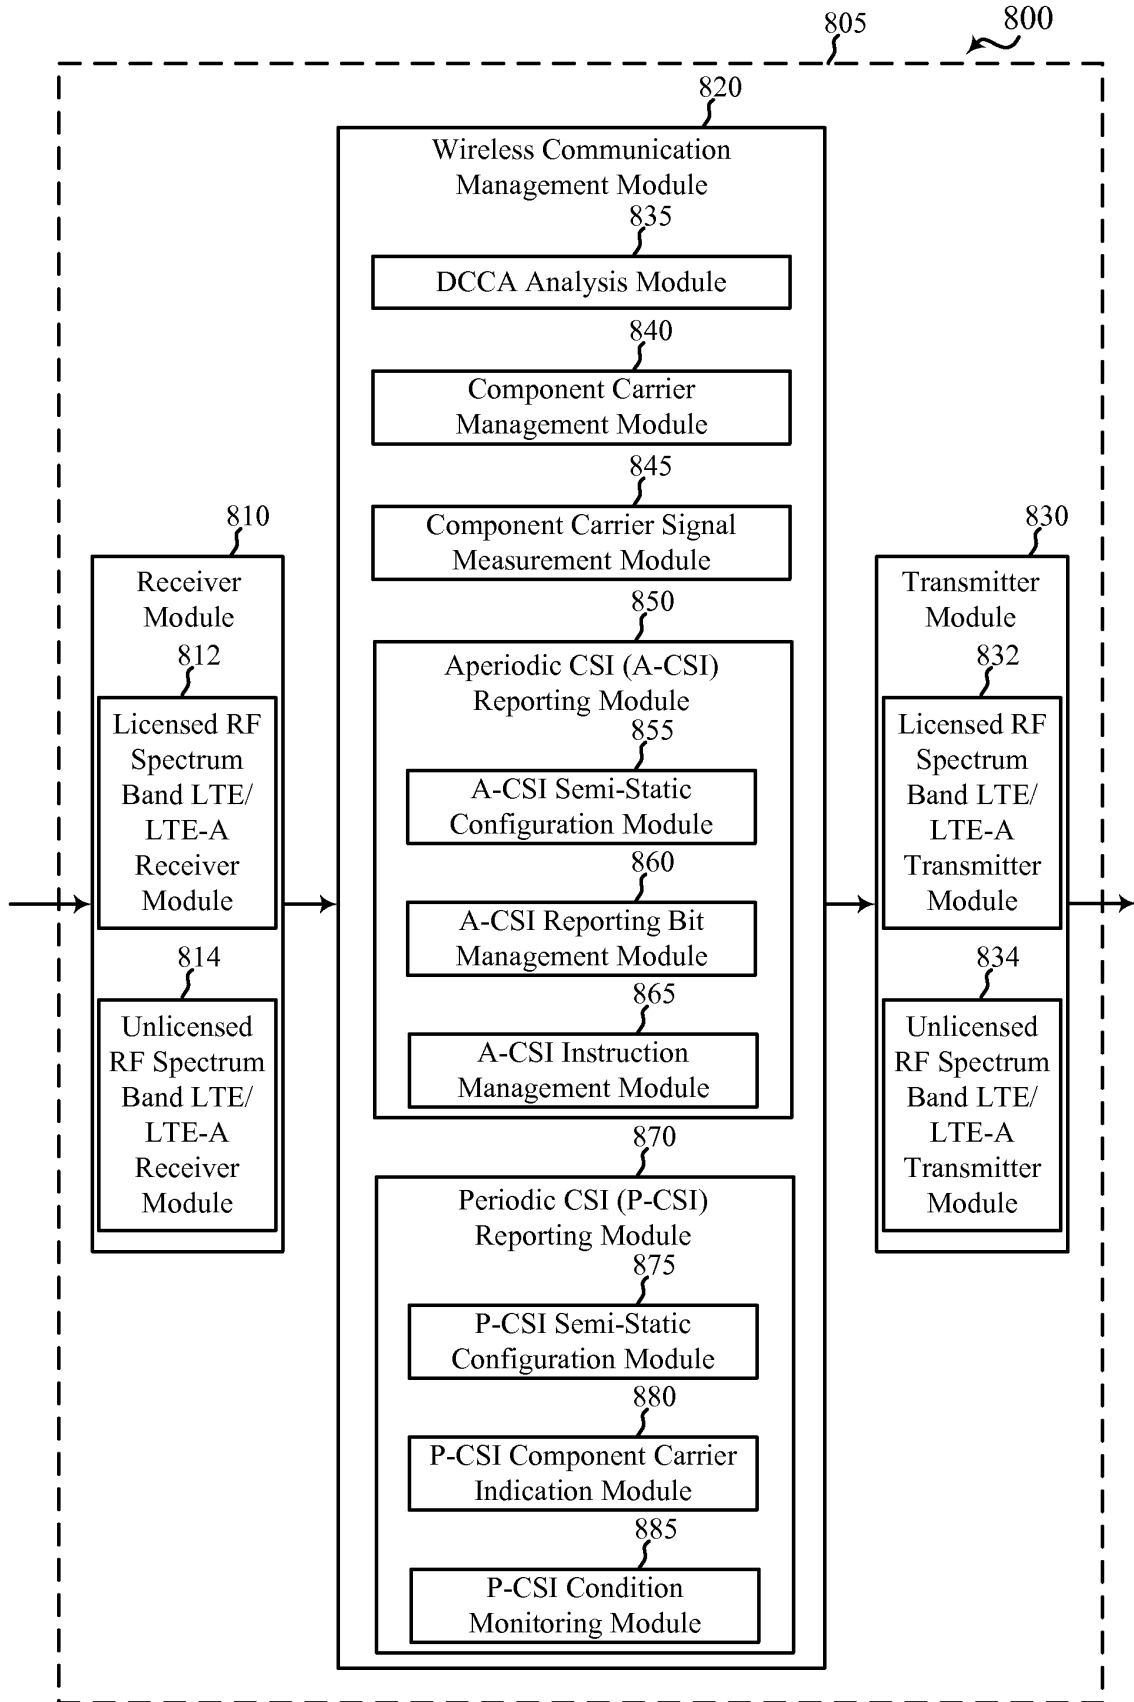 800
805
820
Wireless Communication
Management Module
835
DCCA Analysis Module
840
Component Carrier
Management Module
845
Component Carrier Signal
Measurement Module
810
Receiver
Module
812
Licensed RF
Spectrum
Band LTE/
LTE-A
Receiver
Module
814
Unlicensed
RF Spectrum
Band LTE/
LTE-A
Receiver
Module
850
Aperiodic CSI (A-CSI)
Reporting Module
855
A-CSI Semi-Static
Configuration Module
860
A-CSI Reporting Bit
Management Module
865
A-CSI Instruction
Management Module
870
Periodic CSI (P-CSI)
Reporting Module
875
P-CSI Semi-Static
Configuration Module
880
P-CSI Component Carrier
Indication Module
885
P-CSI Condition
Monitoring Module
830
Transmitter
Module
832
Licensed RF
Spectrum
Band LTE/
LTE-A
Transmitter
Module
834
Unlicensed
RF Spectrum
Band LTE/
LTE-A
Transmitter
Module